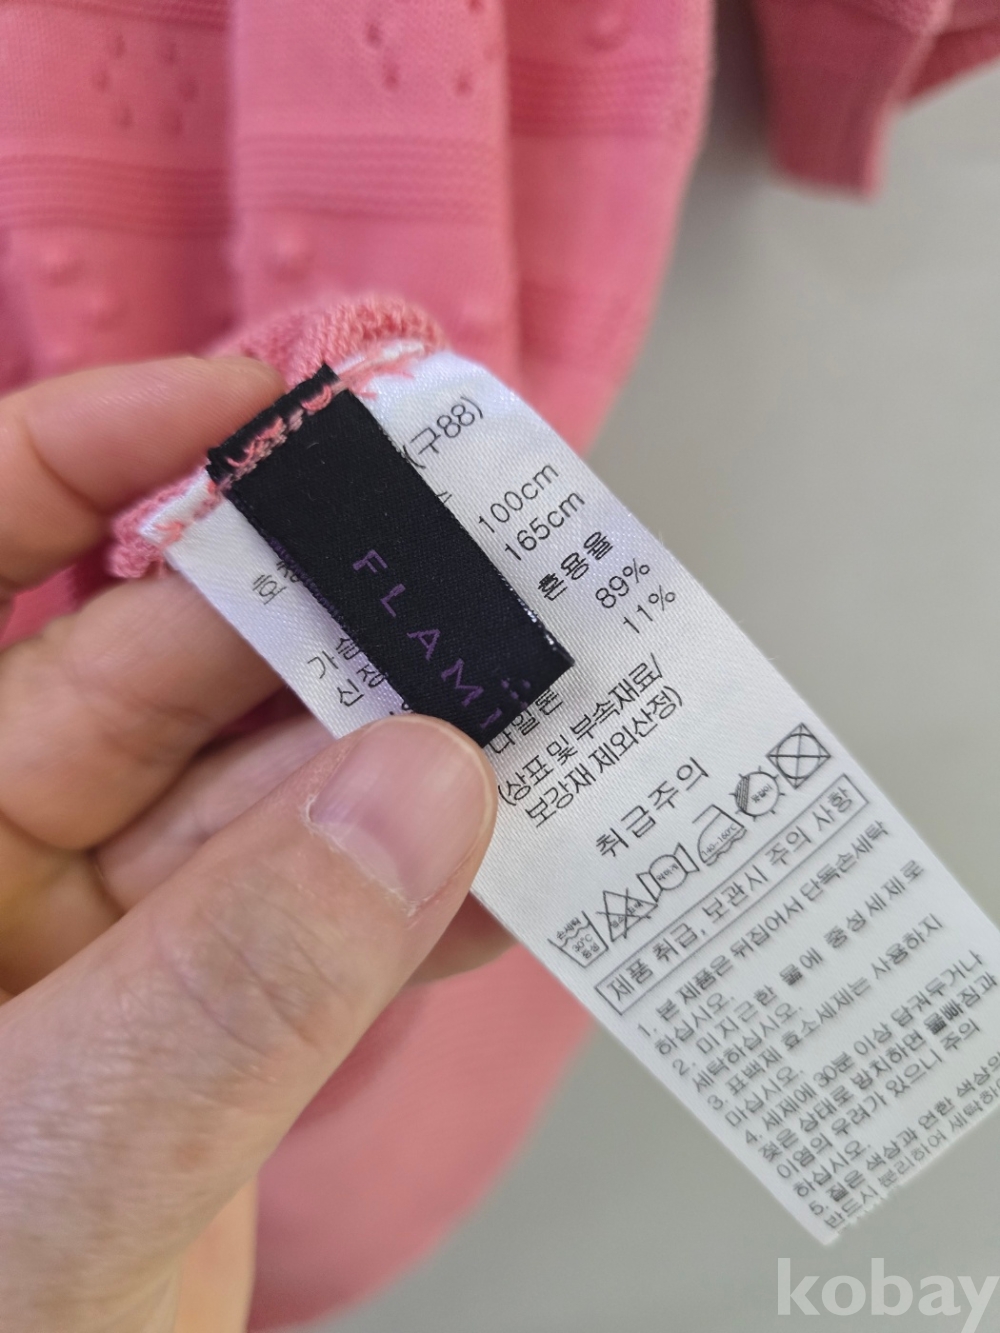 (구88)
100cm
165cm
혼용율
89%
11%
FLAMI
(상표 및 부속재료/
보강재 제외산정)
취급주의
손세탁
30℃
중성
제품 취급, 보관시 주의 사항
1. 본 제품은 뒤집어서 단독손세탁
하십시오.
2. 미지근한 물에 중성세제로
세탁하십시오.
3. 표백제 효소세제는 사용하지
마십시오.
4. 세제에 30분 이상 담궈두거나
젖은 상태로 방치하면 물빠짐과
이염의 우려가 있으니 주의
하십시오.
5. 짙은 색상과 연한 색상의
반드시 분리하여 세탁하
kobay